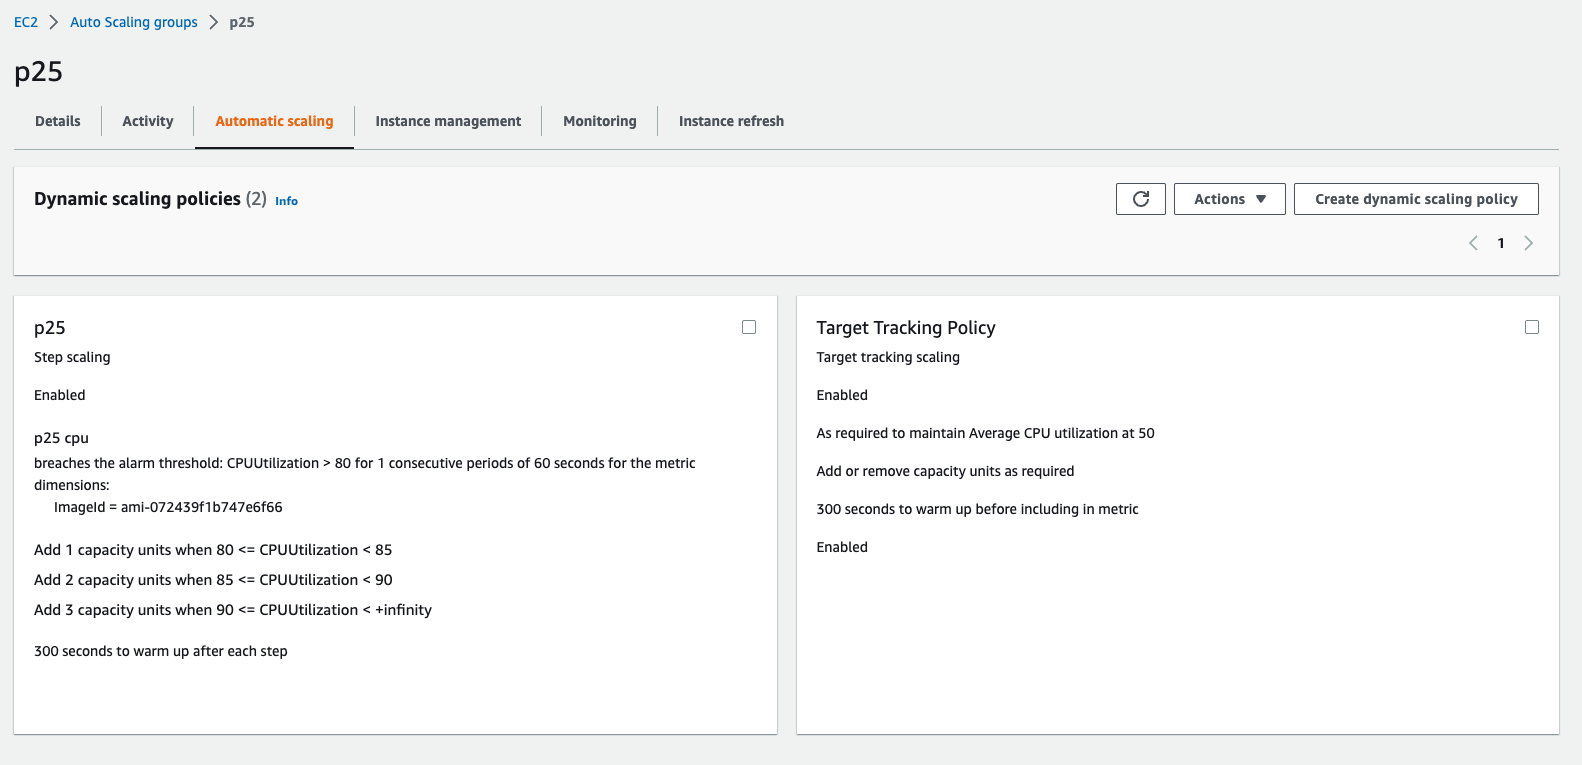 EC2 > Auto Scaling groups > p25
p25
Details Activity Automatic scaling Instance management Monitoring Instance refresh
Dynamic scaling policies (2) Info
Actions ▼ Create dynamic scaling policy
< 1 >
p25
Step scaling
Enabled
p25 cpu
breaches the alarm threshold: CPUUtilization > 80 for 1 consecutive periods of 60 seconds for the metric
dimensions:
ImageId = ami-072439f1b747e6f66
Add 1 capacity units when 80 <= CPUUtilization < 85
Add 2 capacity units when 85 <= CPUUtilization < 90
Add 3 capacity units when 90 <= CPUUtilization < +infinity
300 seconds to warm up after each step
Target Tracking Policy
Target tracking scaling
Enabled
As required to maintain Average CPU utilization at 50
Add or remove capacity units as required
300 seconds to warm up before including in metric
Enabled